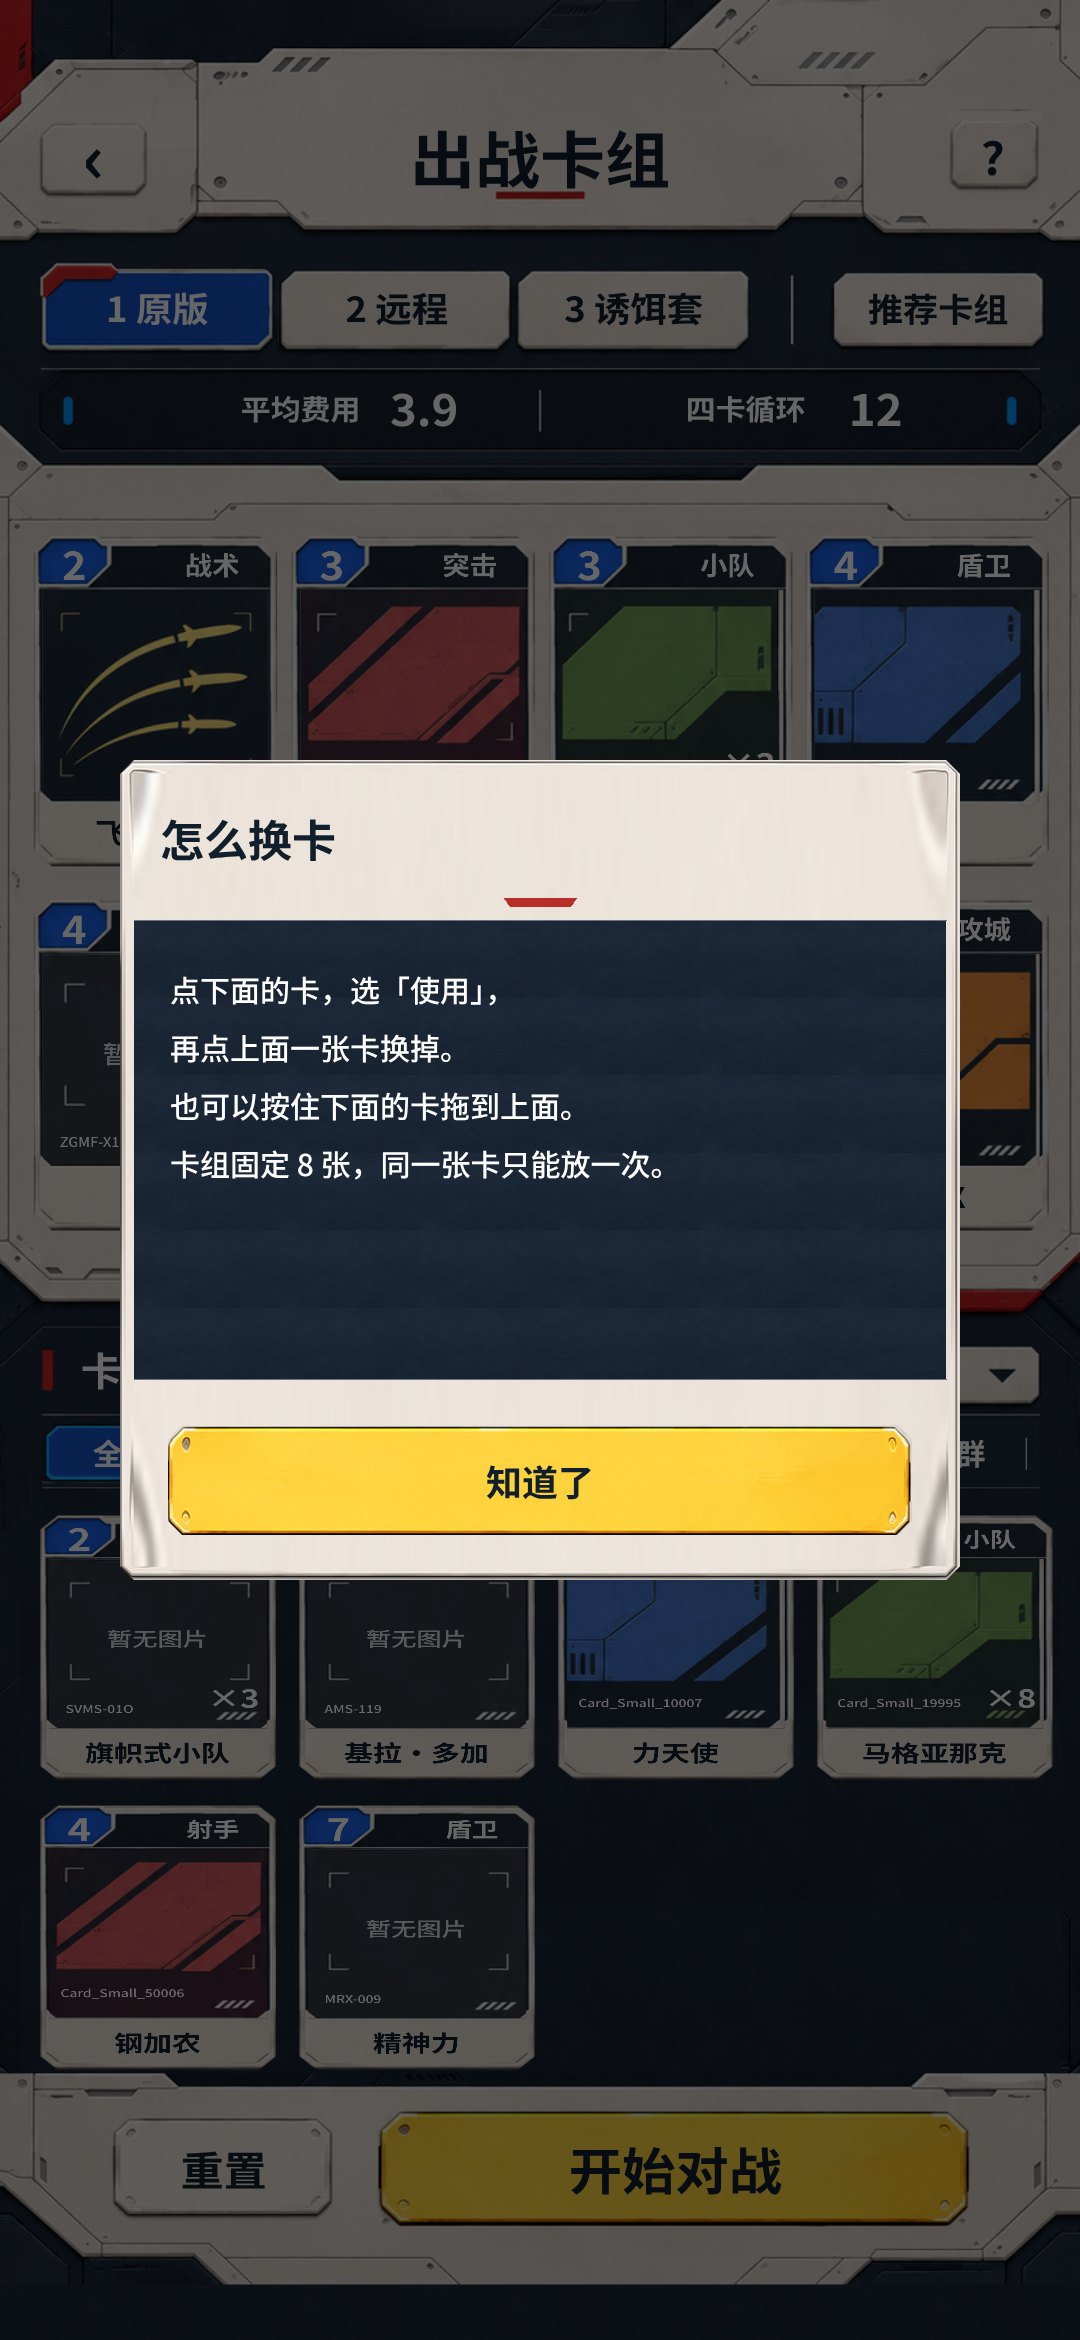 出战卡组
?
1 原版
2 远程
3 诱饵套
推荐卡组
平均费用 3.9
四卡循环 12
2 战术
3 突击
3 小队
4 盾卫
怎么换卡
4
攻城
点下面的卡，选「使用」，
再点上面一张卡换掉。
也可以按住下面的卡拖到上面。
卡组固定 8 张，同一张卡只能放一次。
ZGMF-X1
卡
全
群
知道了
2
小队
暂无图片
SVMS-01O
×3
旗帜式小队
暂无图片
AMS-119
基拉·多加
Card_Small_10007
力天使
Card_Small_19995
×8
马格亚那克
4 射手
Card_Small_50006
钢加农
7 盾卫
暂无图片
MRX-009
精神力
重置
开始对战